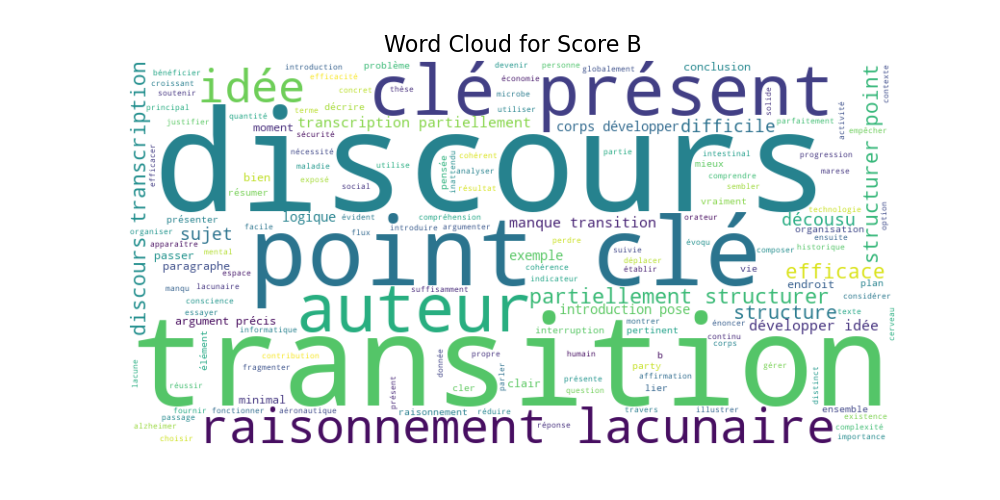 Word Cloud for Score B
bénéficier
introduction
problème
devenir
personne
globalement
conclusion
croissant
soutenir
idée
efficacité
concret
thèse
clé présent
économie
microbe
utiliser
solide
contexte
principal
quantité
terme
décrire
justifier
moment
sécurité
transcription partiellement
corps
développer
difficile
activité
parfaitement
empêcher
discours transcription
efficacer
discours
structurer point
nécessité
maladie
exposé
bien
résumer
social
utilise
pensée
inattendu
cohérent
analyser
résultat
partie
intestinal
mieux
comprendre
sembler
vraiment
progression
marese
option
présenter
organiser
facile
logique
évident
compréhension
introduire
argumenter
manque transition
orateur
technologie
découso
organisation
ensuite
historique
sujet
apparaître
passer
mental
espace
paragraphe
flux
point clé
perdre
déplacer
exemple
cohérence
indicateur
suivie
établir
évoqu
composer
vie
efficace
endroit
plan
considérer
manqu
lacunaire
conscience
essayer
suffisamment
auteur
partiellement structurer
introduction pose
structure
texte
argument précis
informatique
interruption
montrer
pertinent
énoncer
continu
corps
développer idée
cerveau
élément
transition
lacune
contribution
fragmenter
réussir
donnée
propre
parler
humain
présente
question
b
party
affirmation
lier
gérer
distinct
cler
clair
minimal
présent
fournir
fonctionner
aéronautique
passage
raisonnement
réduire
travers
illustrer
ensemble
existence
alzheimer
choisir
raisonnement lacunaire
réponse
complexité
importance